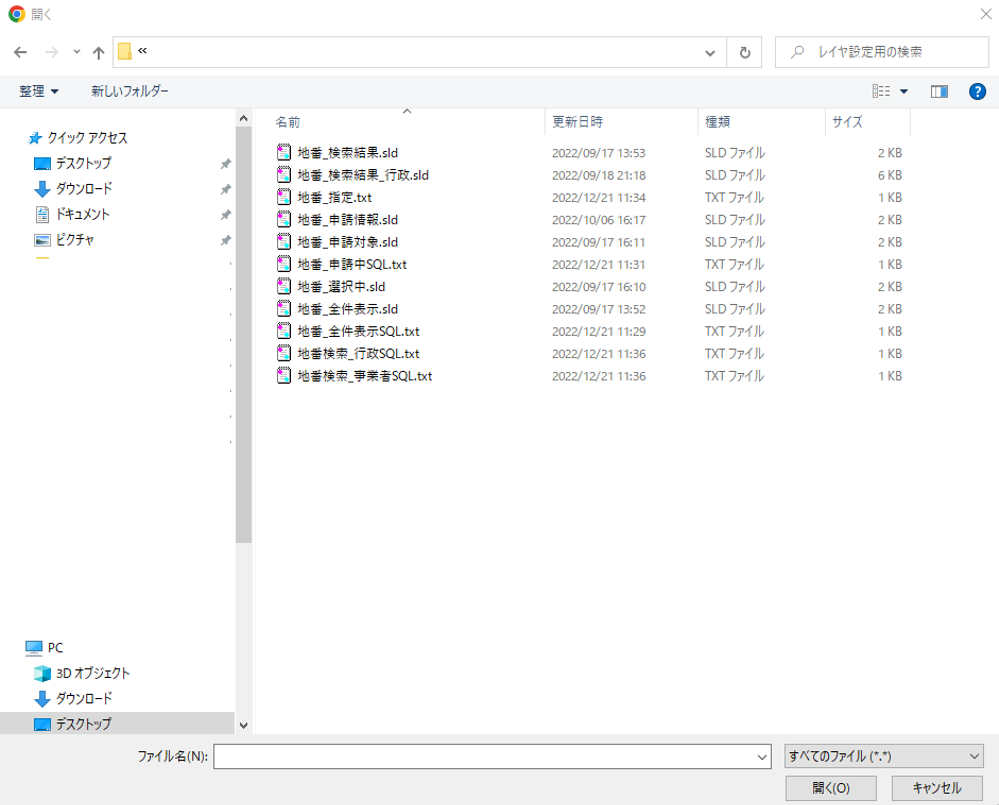 開く
«
レイヤ設定用の検索
整理 新しいフォルダー
?
クイック アクセス
デスクトップ
ダウンロード
ドキュメント
ピクチャ
PC
3D オブジェクト
ダウンロード
デスクトップ
名前 更新日時 種類 サイズ
地番_検索結果.sld 2022/09/17 13:53 SLD ファイル 2 KB
地番_検索結果_行政.sld 2022/09/18 21:18 SLD ファイル 6 KB
地番_指定.txt 2022/12/21 11:34 TXT ファイル 1 KB
地番_申請情報.sld 2022/10/06 16:17 SLD ファイル 2 KB
地番_申請対象.sld 2022/09/17 16:11 SLD ファイル 2 KB
地番_申請中SQL.txt 2022/12/21 11:31 TXT ファイル 1 KB
地番_選択中.sld 2022/09/17 16:10 SLD ファイル 2 KB
地番_全件表示.sld 2022/09/17 13:52 SLD ファイル 2 KB
地番_全件表示SQL.txt 2022/12/21 11:29 TXT ファイル 1 KB
地番検索_行政SQL.txt 2022/12/21 11:36 TXT ファイル 1 KB
地番検索_事業者SQL.txt 2022/12/21 11:36 TXT ファイル 1 KB
ファイル名(N): すべてのファイル (*.*)
開く(O) キャンセル